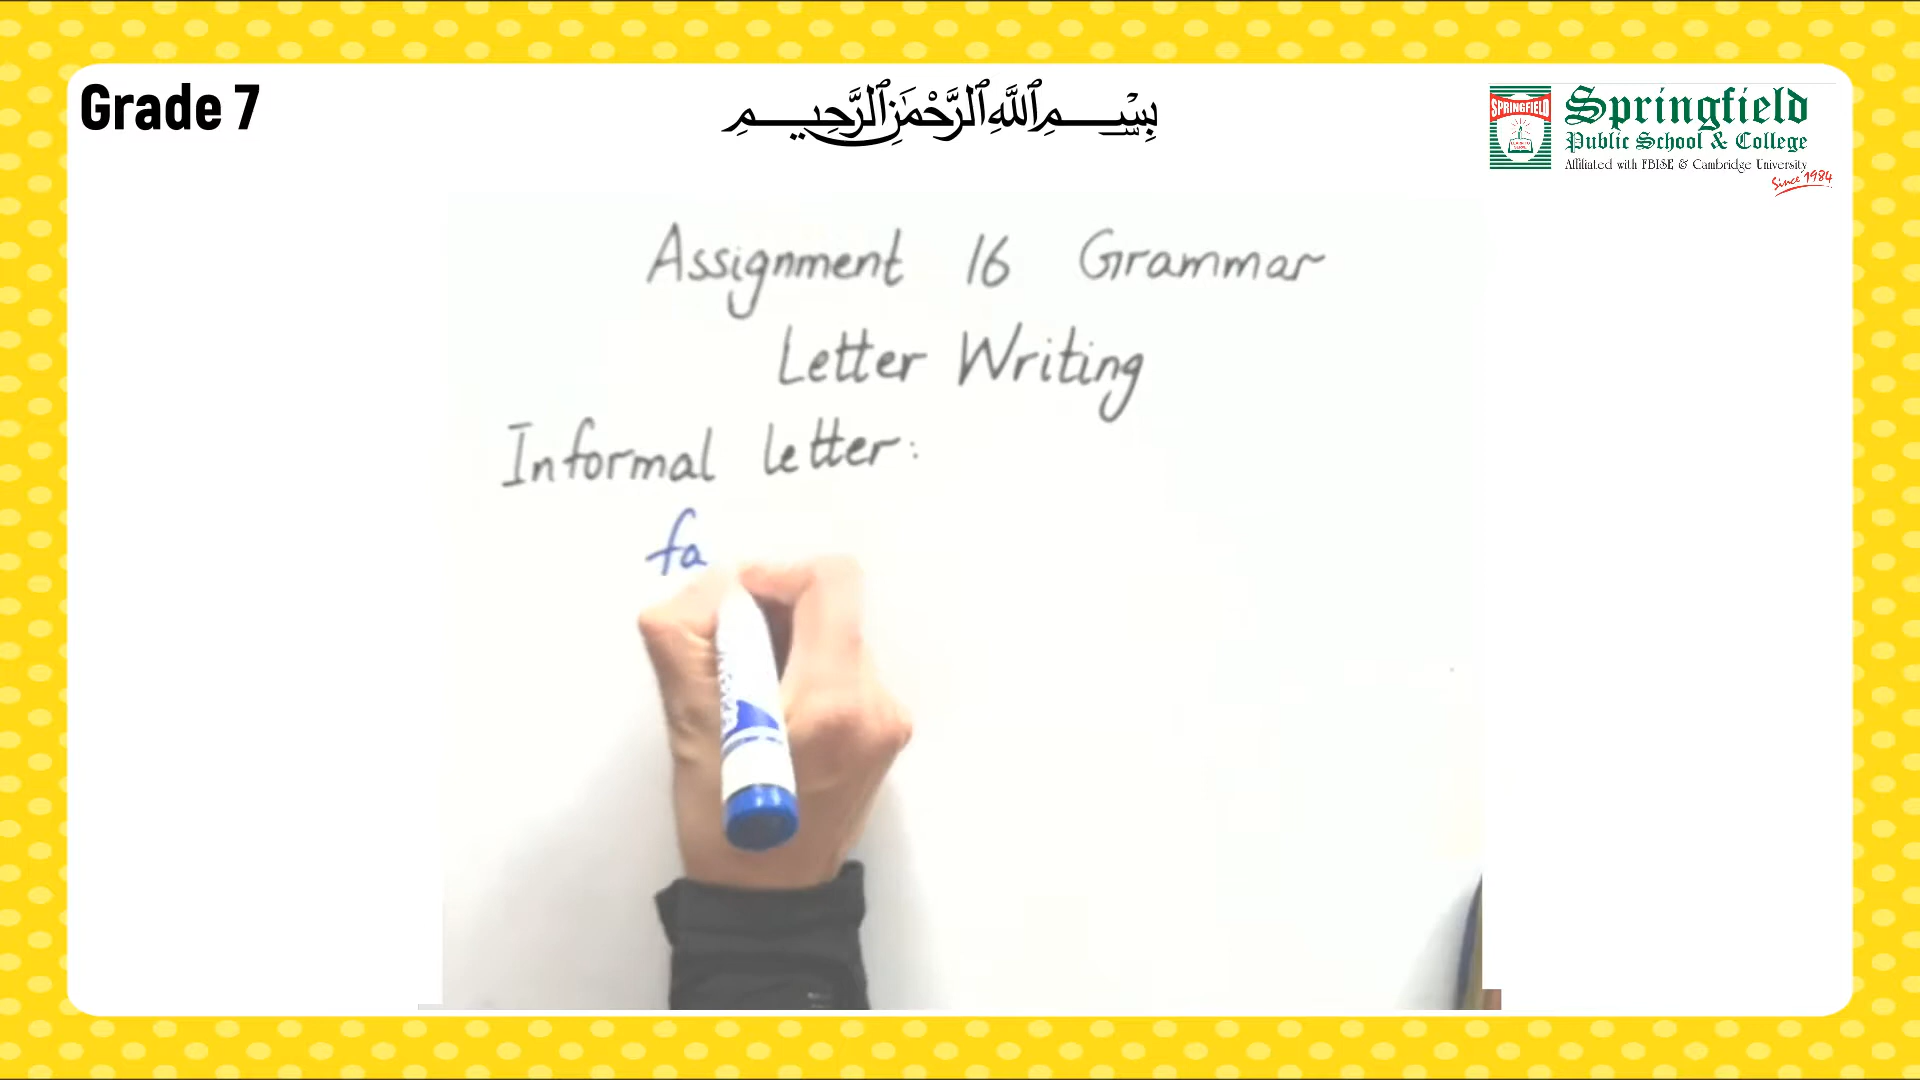 Grade 7
بِسْمِ ٱللَّٰهِ ٱلرَّحْمَٰنِ ٱلرَّحِيمِ
SPRINGFIELD
Springfield
Public School & College
Affiliated with FBISE & Cambridge University
Since 1984
Assignment 16 Grammar
Letter Writing
Informal letter:
fa